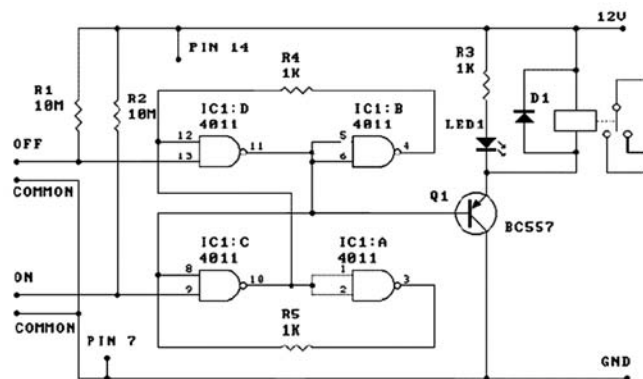 12V
PIN 14
R4
1K
R3
1K
R1
10M
R2
10M
IC1:D
4011
IC1:B
4011
D1
12
13
11
5
6
4
LED1
OFF
COMMON
Q1
BC557
IC1:C
4011
IC1:A
4011
ON
8
9
10
1
2
3
COMMON
R5
1K
PIN 7
GND